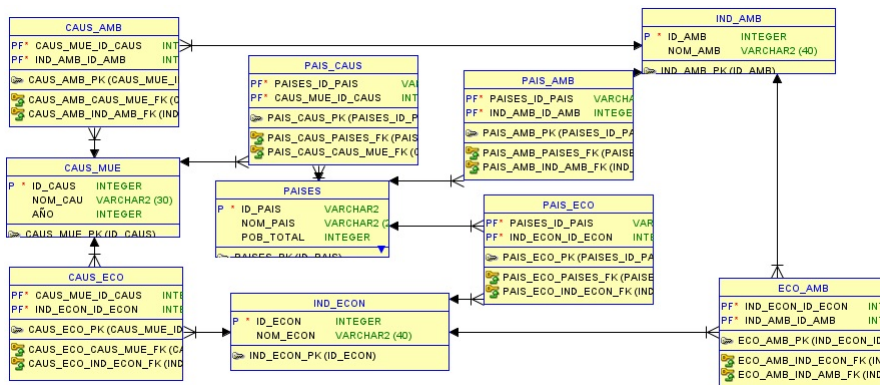 CAUS_AMB
PF* CAUS_MUE_ID_CAUS INT
PF* IND_AMB_ID_AMB INT
CAUS_AMB_PK (CAUS_MUE_I
CAUS_AMB_CAUS_MUE_FK (C
CAUS_AMB_IND_AMB_FK (IND
IND_AMB
P * ID_AMB INTEGER
NOM_AMB VARCHAR2 (40)
IND_AMB_PK (ID_AMB)
PAIS_CAUS
PF* PAISES_ID_PAIS VA
PF* CAUS_MUE_ID_CAUS INT
PAIS_CAUS_PK (PAISES_ID_P
PAIS_CAUS_PAISES_FK (PAIS
PAIS_CAUS_CAUS_MUE_FK (C
PAIS_AMB
PF* PAISES_ID_PAIS VARCHA
PF* IND_AMB_ID_AMB INTEGE
PAIS_AMB_PK (PAISES_ID_PA
PAIS_AMB_PAISES_FK (PAISE
PAIS_AMB_IND_AMB_FK (IND_
CAUS_MUE
P * ID_CAUS INTEGER
NOM_CAU VARCHAR2 (30)
AÑO INTEGER
CAUS_MUE_PK (ID_CAUS)
PAISES
P * ID_PAIS VARCHAR2
NOM_PAIS VARCHAR2 (2
POB_TOTAL INTEGER
PAISES_PK (ID_PAIS)
PAIS_ECO
PF* PAISES_ID_PAIS VAR
PF* IND_ECON_ID_ECON INTE
PAIS_ECO_PK (PAISES_ID_PA
PAIS_ECO_PAISES_FK (PAISE
PAIS_ECO_IND_ECON_FK (IND
CAUS_ECO
PF* CAUS_MUE_ID_CAUS INTE
PF* IND_ECON_ID_ECON INTE
CAUS_ECO_PK (CAUS_MUE_ID
CAUS_ECO_CAUS_MUE_FK (CA
CAUS_ECO_IND_ECON_FK (IND
IND_ECON
P * ID_ECON INTEGER
NOM_ECON VARCHAR2 (40)
IND_ECON_PK (ID_ECON)
ECO_AMB
PF* IND_ECON_ID_ECON IN
PF* IND_AMB_ID_AMB INT
ECO_AMB_PK (IND_ECON_ID
ECO_AMB_IND_ECON_FK (IND
ECO_AMB_IND_AMB_FK (IND